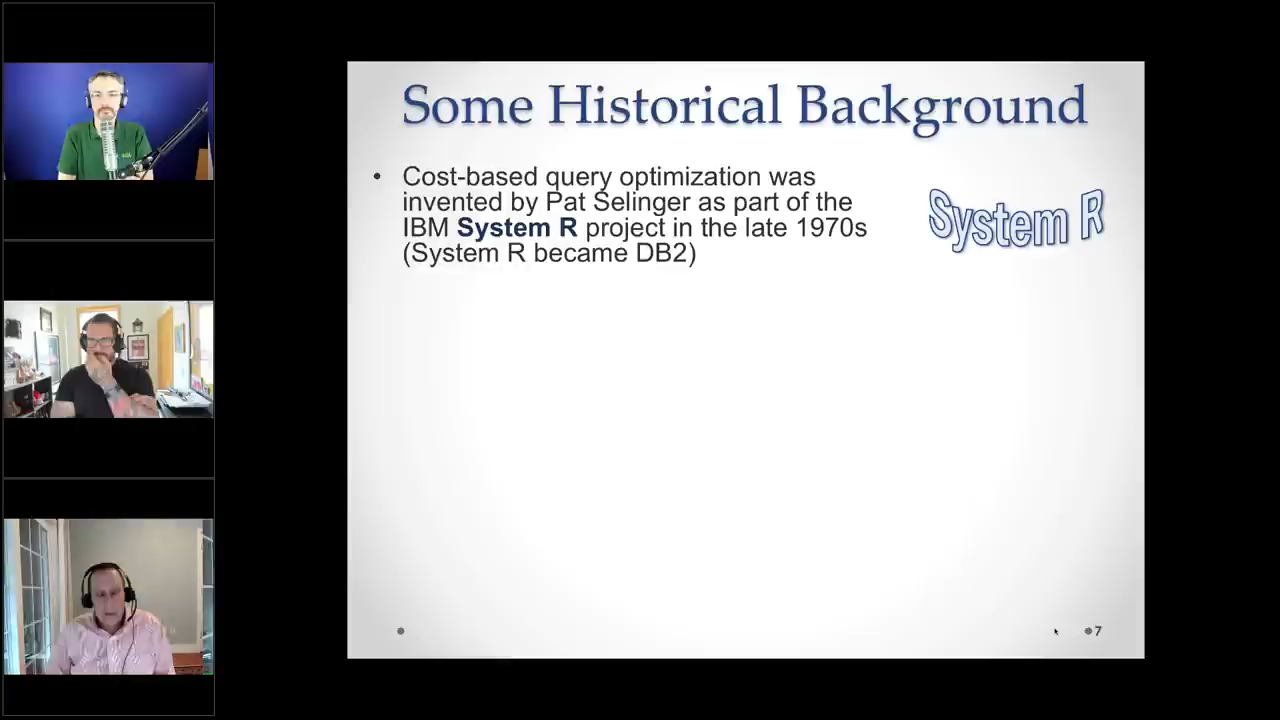 Some Historical Background
• Cost-based query optimization was
invented by Pat Selinger as part of the
IBM System R project in the late 1970s
(System R became DB2)
System R
7